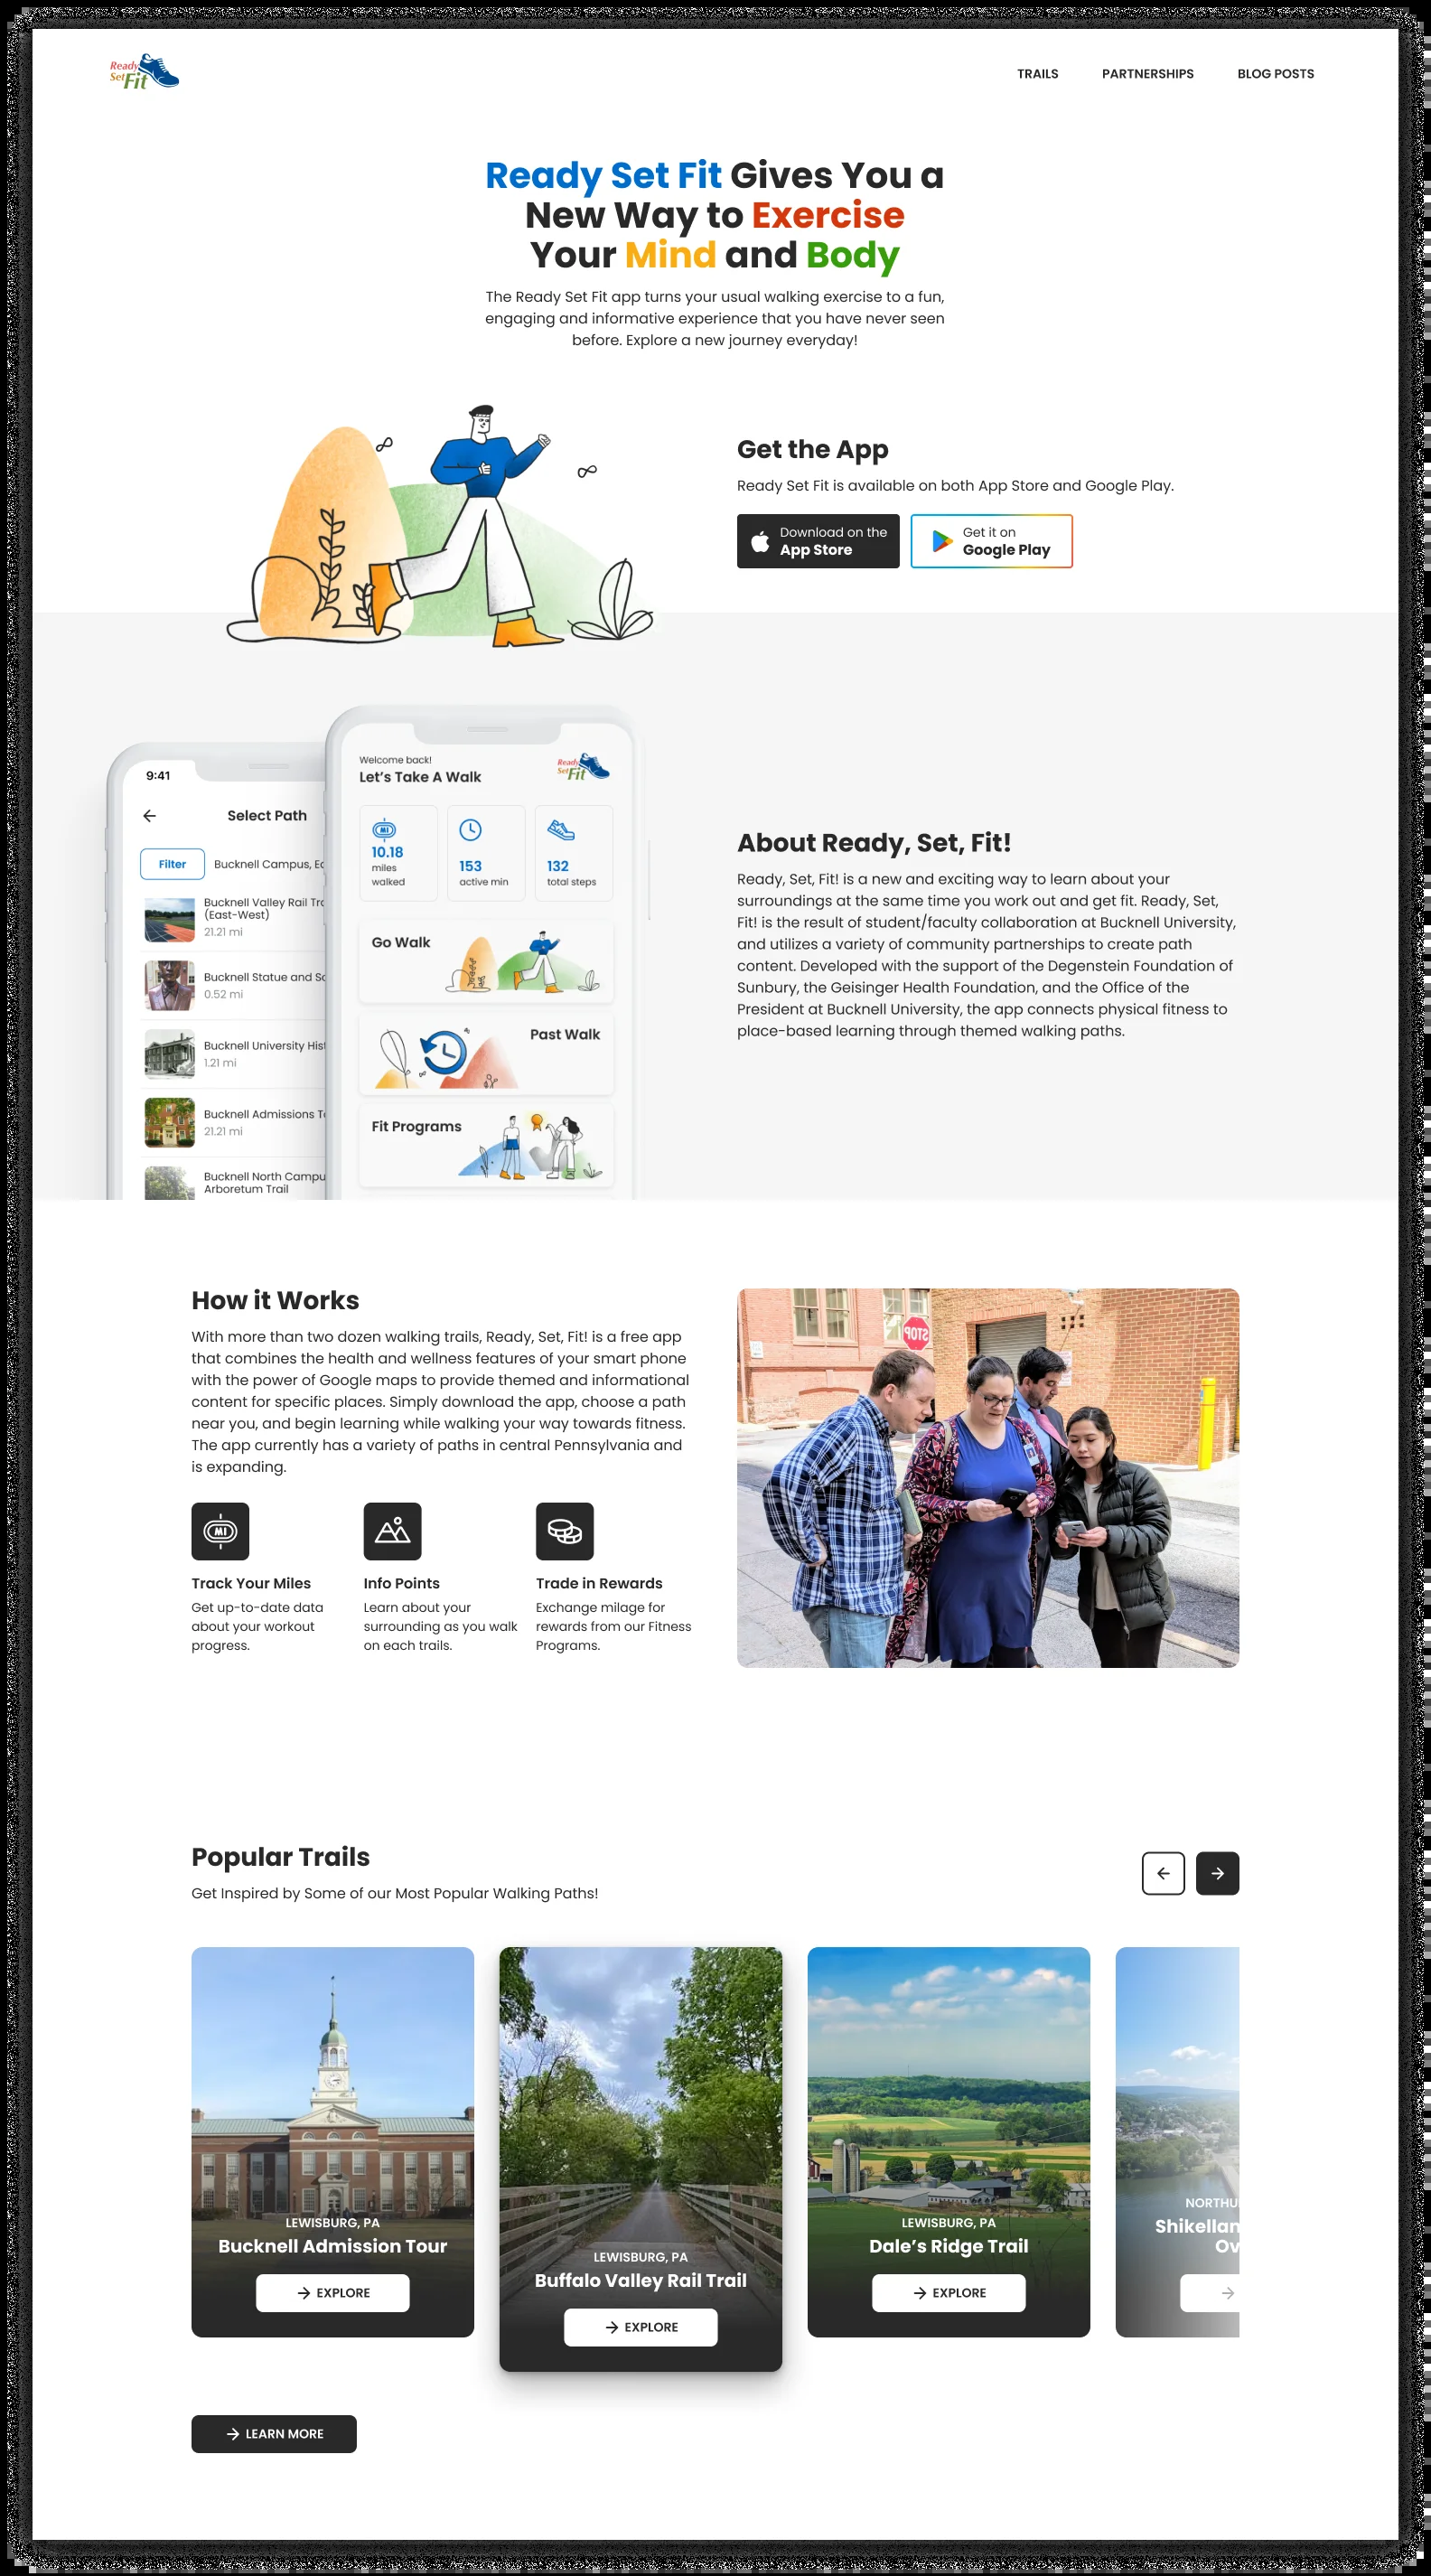 Ready
Set Fit
TRAILS
PARTNERSHIPS
BLOG POSTS
Ready Set Fit Gives You a
New Way to Exercise
Your Mind and Body
The Ready Set Fit app turns your usual walking exercise to a fun,
engaging and informative experience that you have never seen
before. Explore a new journey everyday!
Get the App
Ready Set Fit is available on both App Store and Google Play.
Download on the
App Store
Get it on
Google Play
9:41
Select Path
Filter
Bucknell Campus, Ea
Bucknell Valley Rail Tra
(East-West)
21.21 mi
Bucknell Statue and Sc
0.52 mi
Bucknell University Hist
1.21 mi
Bucknell Admissions To
21.21 mi
Bucknell North Campu
Arboretum Trail
Welcome back!
Let's Take A Walk
Ready
Set Fit
MI
10.18
miles
walked
153
active min
132
total steps
Go Walk
Past Walk
Fit Programs
About Ready, Set, Fit!
Ready, Set, Fit! is a new and exciting way to learn about your
surroundings at the same time you work out and get fit. Ready, Set,
Fit! is the result of student/faculty collaboration at Bucknell University,
and utilizes a variety of community partnerships to create path
content. Developed with the support of the Degenstein Foundation of
Sunbury, the Geisinger Health Foundation, and the Office of the
President at Bucknell University, the app connects physical fitness to
place-based learning through themed walking paths.
How it Works
With more than two dozen walking trails, Ready, Set, Fit! is a free app
that combines the health and wellness features of your smart phone
with the power of Google maps to provide themed and informational
content for specific places. Simply download the app, choose a path
near you, and begin learning while walking your way towards fitness.
The app currently has a variety of paths in central Pennsylvania and
is expanding.
MI
Track Your Miles
Get up-to-date data
about your workout
progress.
Info Points
Learn about your
surrounding as you walk
on each trails.
Trade in Rewards
Exchange milage for
rewards from our Fitness
Programs.
STOP
Popular Trails
Get Inspired by Some of our Most Popular Walking Paths!
LEWISBURG, PA
Bucknell Admission Tour
EXPLORE
LEWISBURG, PA
Buffalo Valley Rail Trail
EXPLORE
LEWISBURG, PA
Dale's Ridge Trail
EXPLORE
NORTHU
Shikellan
Ov
LEARN MORE